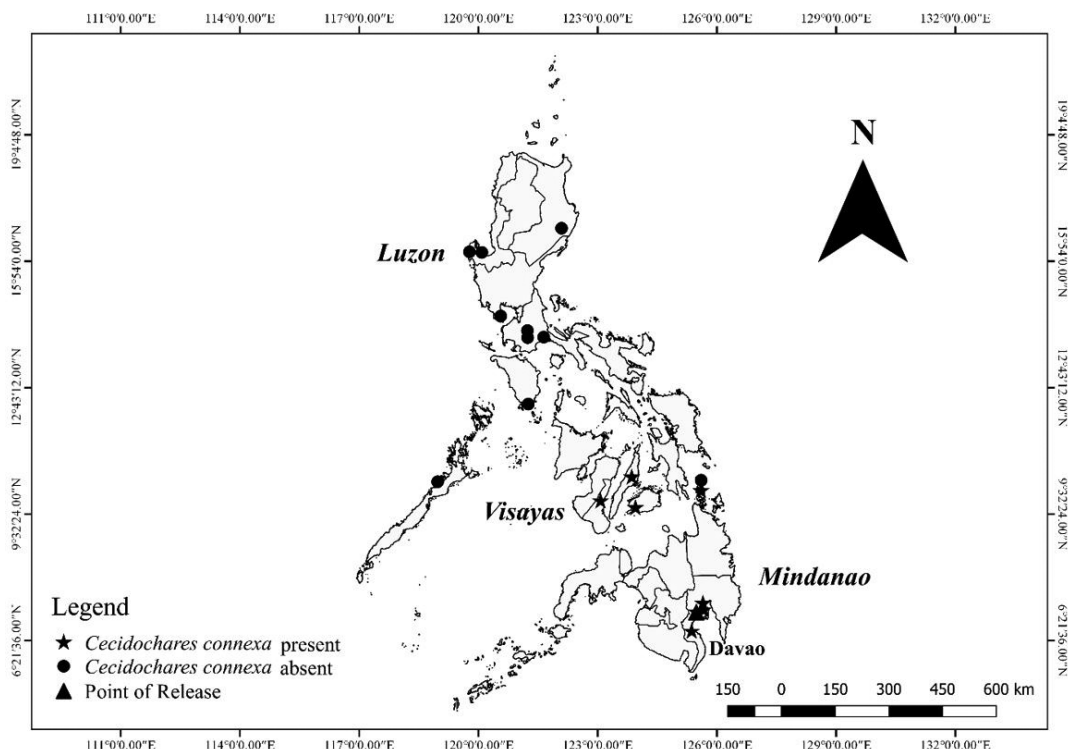 111°0'0.00"E 114°0'0.00"E 117°0'0.00"E 120°0'0.00"E 123°0'0.00"E 126°0'0.00"E 129°0'0.00"E 132°0'0.00"E
19°4'48.00"N
15°54'0.00"N
12°43'12.00"N
9°32'24.00"N
6°21'36.00"N
N
Luzon
Visayas
Mindanao
Davao
Legend
Cecidochares connexa present
Cecidochares connexa absent
Point of Release
150 0 150 300 450 600 km
19°4'48.00"N
15°54'0.00"N
12°43'12.00"N
9°32'24.00"N
6°21'36.00"N
111°0'0.00"E 114°0'0.00"E 117°0'0.00"E 120°0'0.00"E 123°0'0.00"E 126°0'0.00"E 129°0'0.00"E 132°0'0.00"E